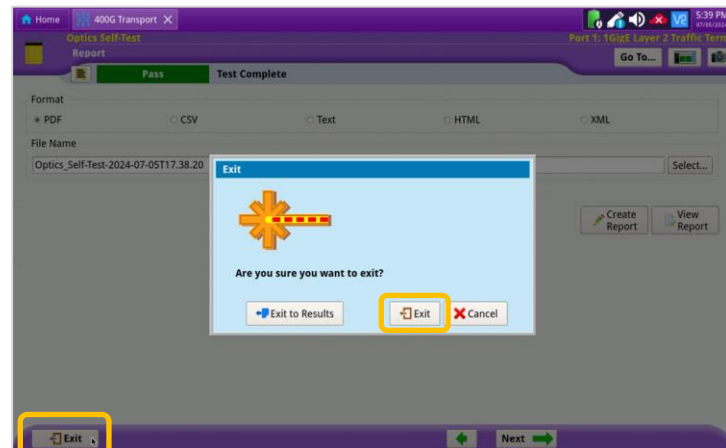 Home 400G Transport 5:39 PM
07/05/2024
Optics Self-Test Port 1: 1GigE Layer 2 Traffic Term
Report Go To...
Pass Test Complete
Format
PDF CSV Text HTML XML
File Name
Optics_Self-Test-2024-07-05T17.38.20 Select...
Exit
Are you sure you want to exit?
Create Report View Report
Exit to Results Exit Cancel
Exit Next